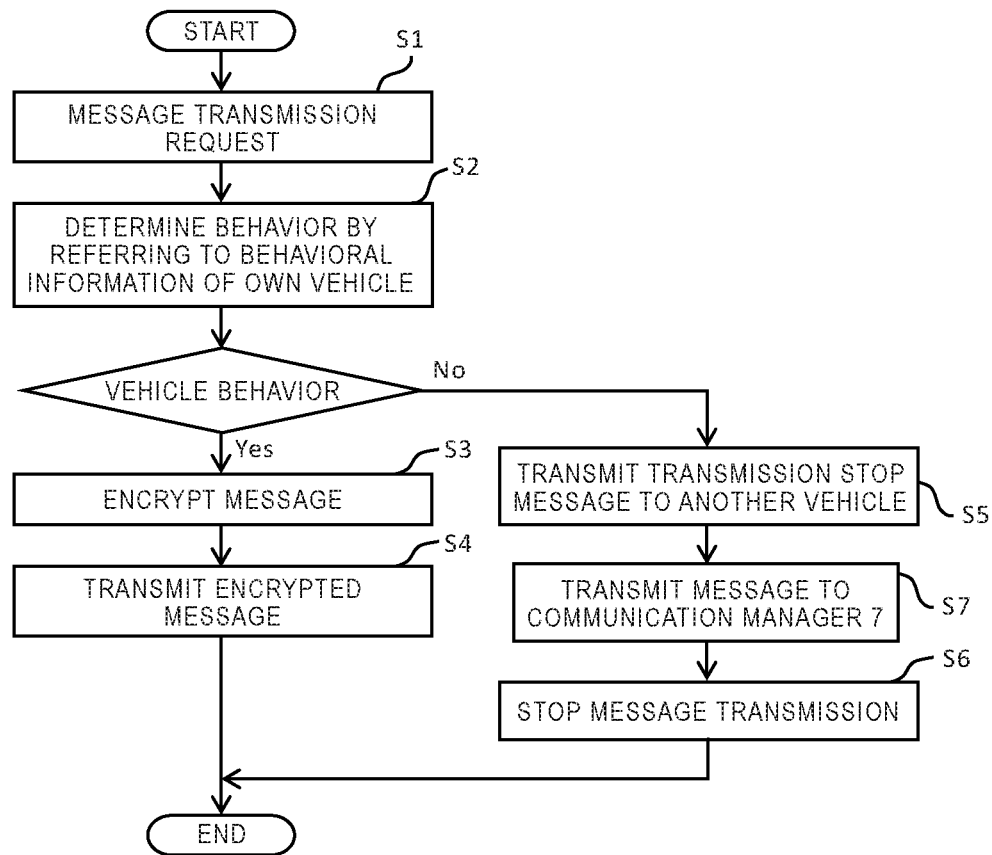 START
S1
MESSAGE TRANSMISSION
REQUEST
S2
DETERMINE BEHAVIOR BY
REFERRING TO BEHAVIORAL
INFORMATION OF OWN VEHICLE
VEHICLE BEHAVIOR
No
Yes
S3
ENCRYPT MESSAGE
S4
TRANSMIT ENCRYPTED
MESSAGE
TRANSMIT TRANSMISSION STOP
MESSAGE TO ANOTHER VEHICLE
S5
TRANSMIT MESSAGE TO
COMMUNICATION MANAGER 7
S7
S6
STOP MESSAGE TRANSMISSION
END